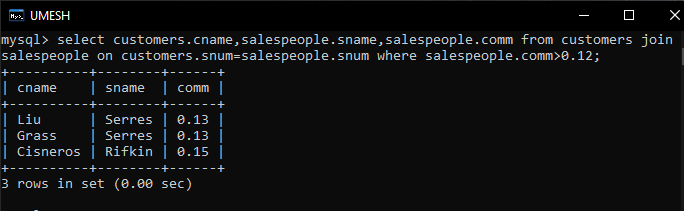 UMESH
mysql> select customers.cname,salespeople.sname,salespeople.comm from customers join
salespeople on customers.snum=salespeople.snum where salespeople.comm>0.12;
+----------+--------+------+
| cname    | sname  | comm |
+----------+--------+------+
| Liu      | Serres | 0.13 |
| Grass    | Serres | 0.13 |
| Cisneros | Rifkin | 0.15 |
+----------+--------+------+
3 rows in set (0.00 sec)